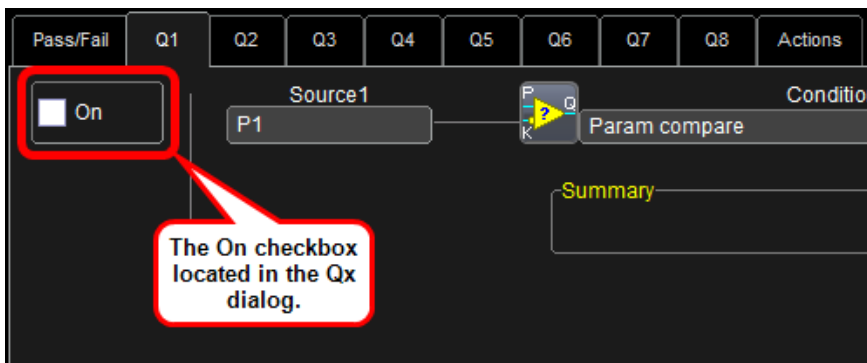 Pass/Fail Q1 Q2 Q3 Q4 Q5 Q6 Q7 Q8 Actions
On
Source1
P1
P
Q
?
K
Conditio
Param compare
Summary
The On checkbox
located in the Qx
dialog.